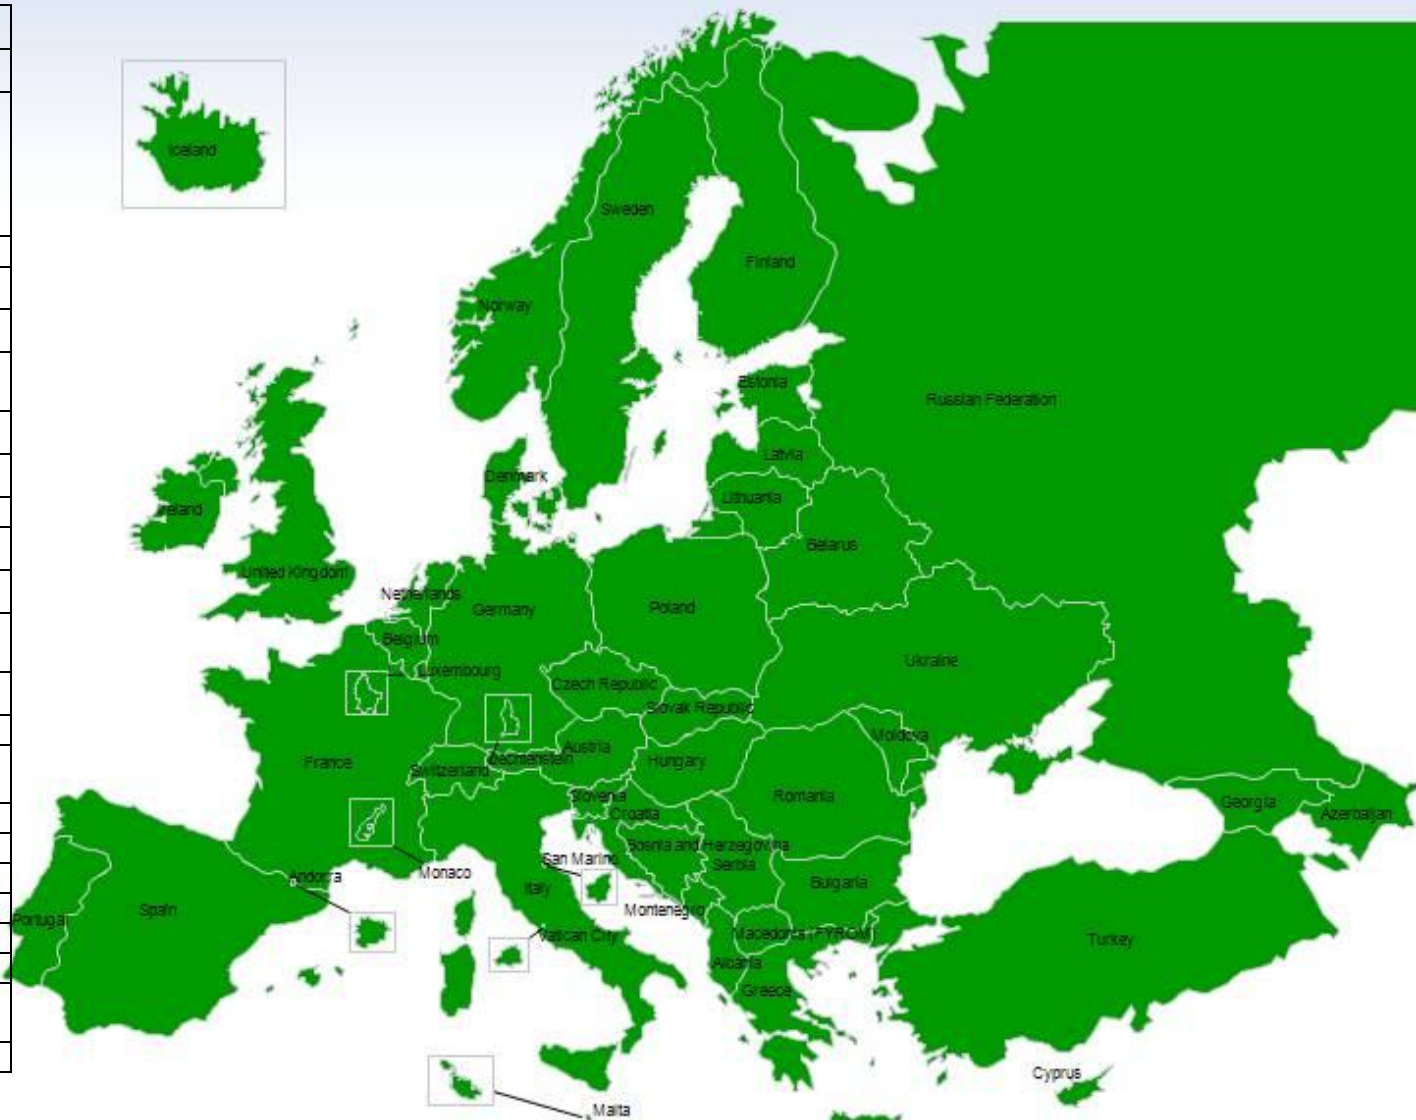 Iceland
Sweden
Finland
Norway
Estonia
Russian Federation
Latvia
Denmark
Lithuania
Ireland
Belarus
United Kingdom
Netherlands
Germany
Poland
Belgium
Ukraine
Luxembourg
Czech Republic
Slovak Republic
Moldova
Austria
Liechtenstein
France
Switzerland
Hungary
Slovenia
Romania
Georgia
Croatia
Azerbaijan
Bosnia and Herzegovina
San Marino
Serbia
Monaco
Andorra
Bulgaria
Italy
Spain
Montenegro
Portugal
Macedonia (FYROM)
Vatican City
Turkey
Albania
Greece
Cyprus
Malta